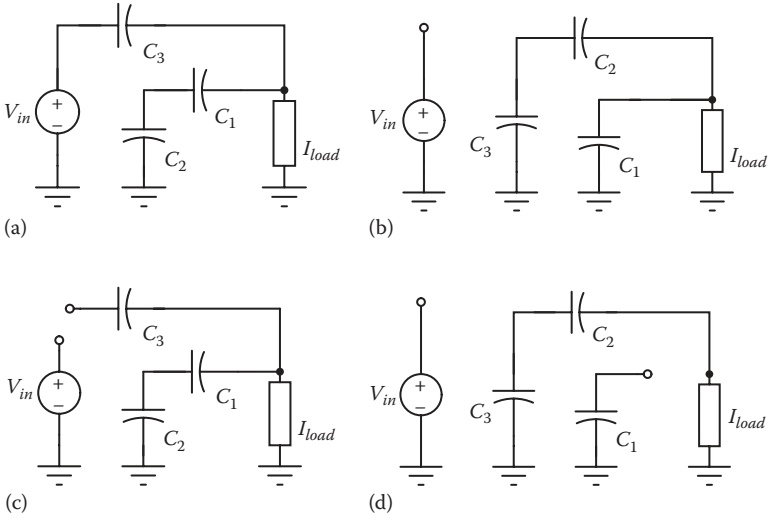 C3
Vin
+
−
C1
C2
Iload
(a)
C2
Vin
+
−
C3
C1
Iload
(b)
C3
Vin
+
−
C1
C2
Iload
(c)
C2
Vin
+
−
C3
C1
Iload
(d)